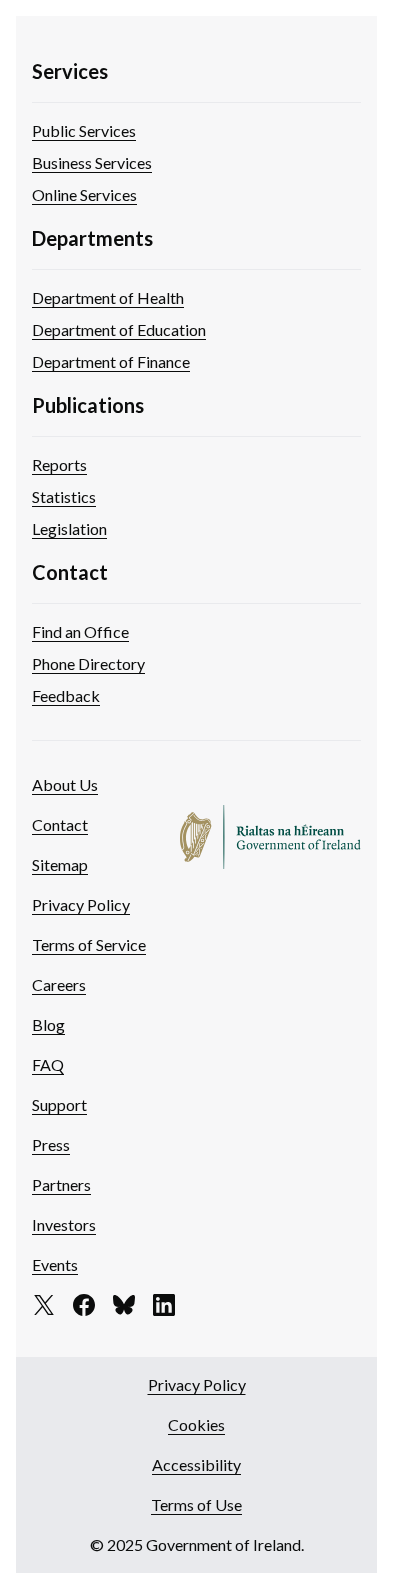 Services
Public Services
Business Services
Online Services
Departments
Department of Health
Department of Education
Department of Finance
Publications
Reports
Statistics
Legislation
Contact
Find an Office
Phone Directory
Feedback
About Us
Contact
Sitemap
Privacy Policy
Terms of Service
Careers
Blog
FAQ
Support
Press
Partners
Investors
Events
Rialtas na hÉireann
Government of Ireland
Privacy Policy
Cookies
Accessibility
Terms of Use
© 2025 Government of Ireland.